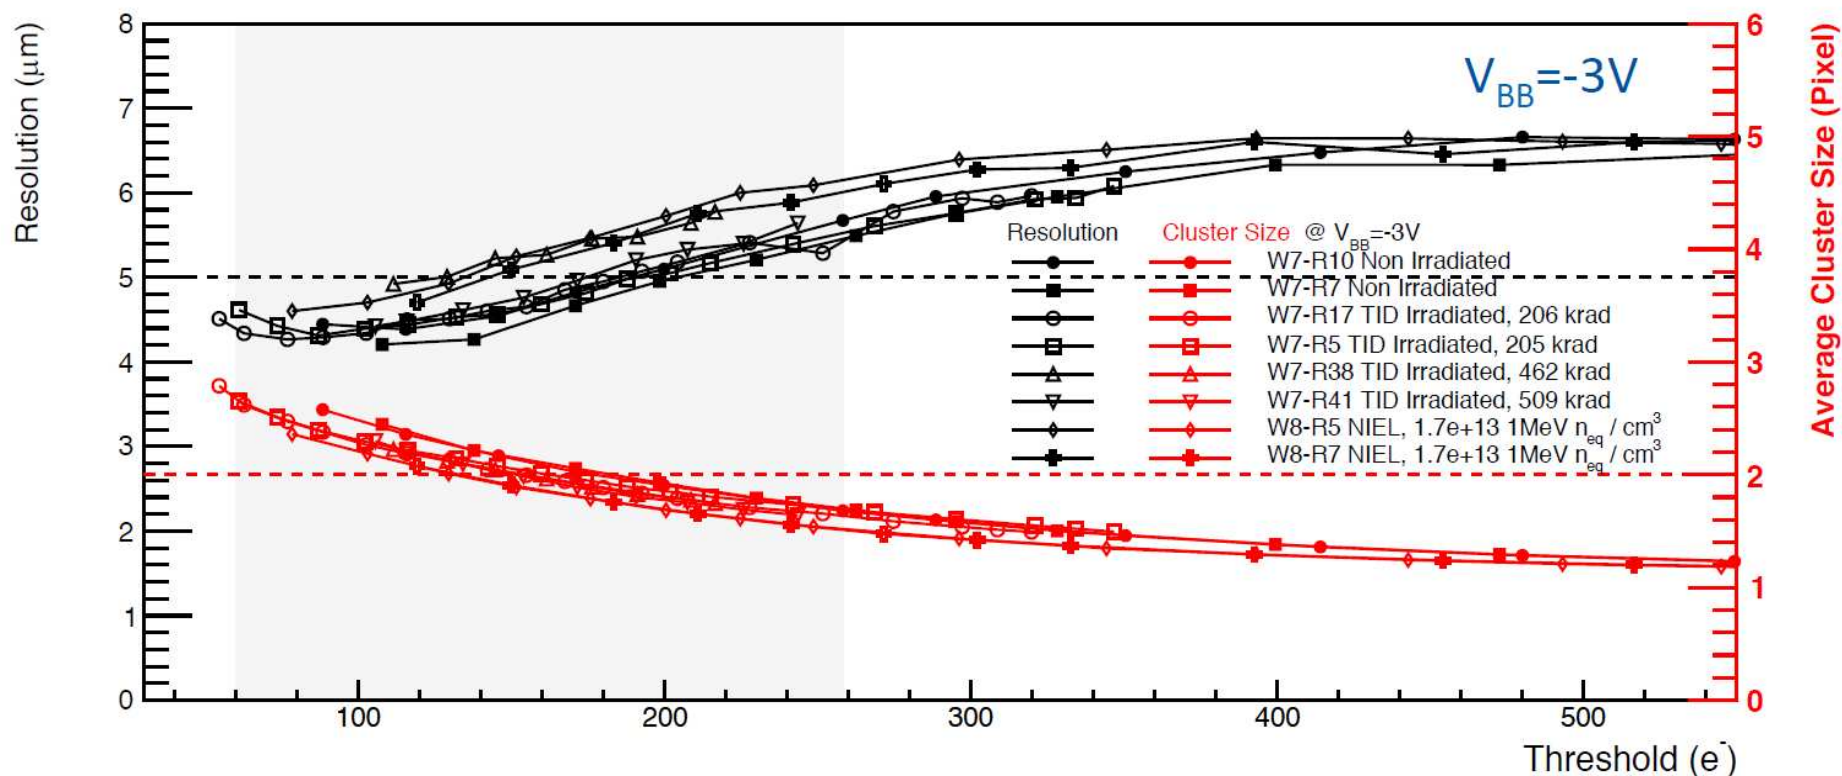 Resolution (μm)
8
7
6
5
4
3
2
1
0
V_BB=-3V
Resolution Cluster Size @ V_BB=-3V
W7-R10 Non Irradiated
W7-R7 Non Irradiated
W7-R17 TID Irradiated, 206 krad
W7-R5 TID Irradiated, 205 krad
W7-R38 TID Irradiated, 462 krad
W7-R41 TID Irradiated, 509 krad
W8-R5 NIEL, 1.7e+13 1MeV n_eq / cm³
W8-R7 NIEL, 1.7e+13 1MeV n_eq / cm³
6
5
4
3
2
1
0
Average Cluster Size (Pixel)
100 200 300 400 500
Threshold (e⁻)